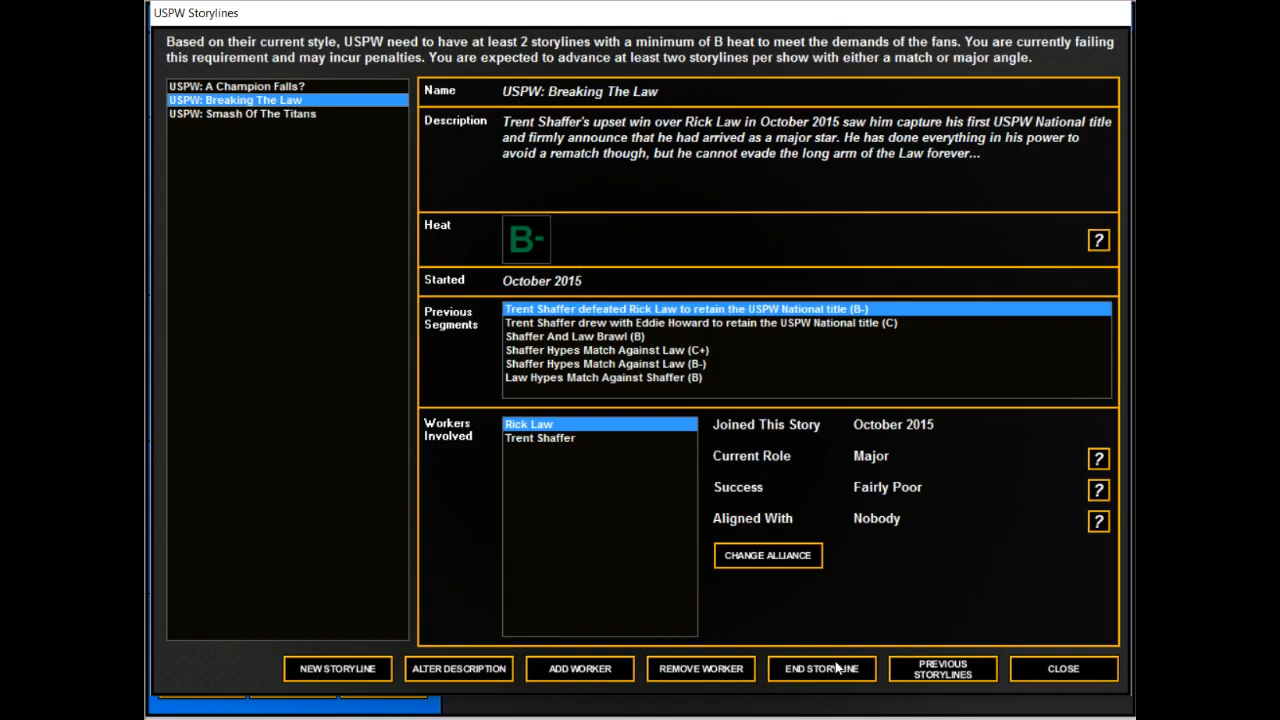 USPW Storylines
Based on their current style, USPW need to have at least 2 storylines with a minimum of B heat to meet the demands of the fans. You are currently failing
this requirement and may incur penalties. You are expected to advance at least two storylines per show with either a match or major angle.
USPW: A Champion Falls?
USPW: Breaking The Law
USPW: Smash Of The Titans
Name
USPW: Breaking The Law
Description
Trent Shaffer's upset win over Rick Law in October 2015 saw him capture his first USPW National title
and firmly announce that he had arrived as a major star. He has done everything in his power to
avoid a rematch though, but he cannot evade the long arm of the Law forever...
Heat
B-
?
Started
October 2015
Previous
Segments
Trent Shaffer defeated Rick Law to retain the USPW National title (B-)
Trent Shaffer drew with Eddie Howard to retain the USPW National title (C)
Shaffer And Law Brawl (B)
Shaffer Hypes Match Against Law (C+)
Shaffer Hypes Match Against Law (B-)
Law Hypes Match Against Shaffer (B)
Workers
Involved
Rick Law
Trent Shaffer
Joined This Story
October 2015
Current Role
Major
?
Success
Fairly Poor
?
Aligned With
Nobody
?
CHANGE ALLIANCE
NEW STORYLINE
ALTER DESCRIPTION
ADD WORKER
REMOVE WORKER
END STORYLINE
PREVIOUS
STORYLINES
CLOSE